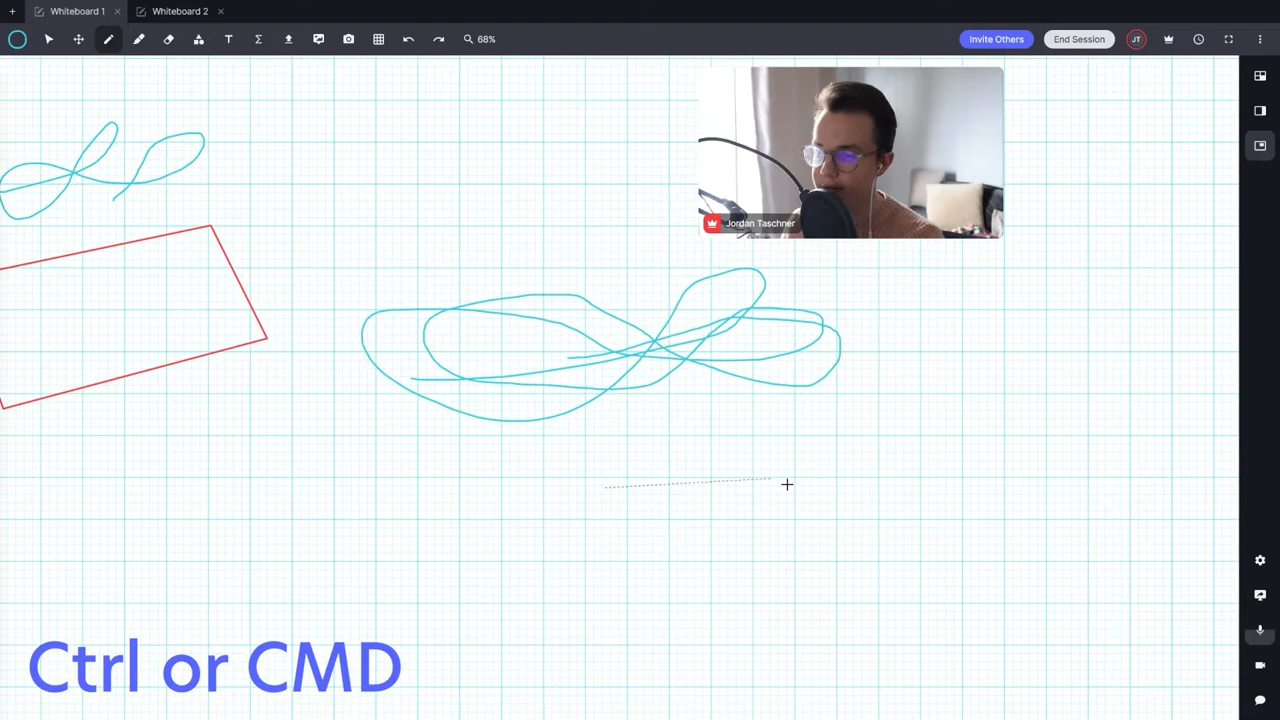 Whiteboard 1
Whiteboard 2
T
Σ
68%
Invite Others
End Session
JT
Jordan Taschner
Ctrl or CMD